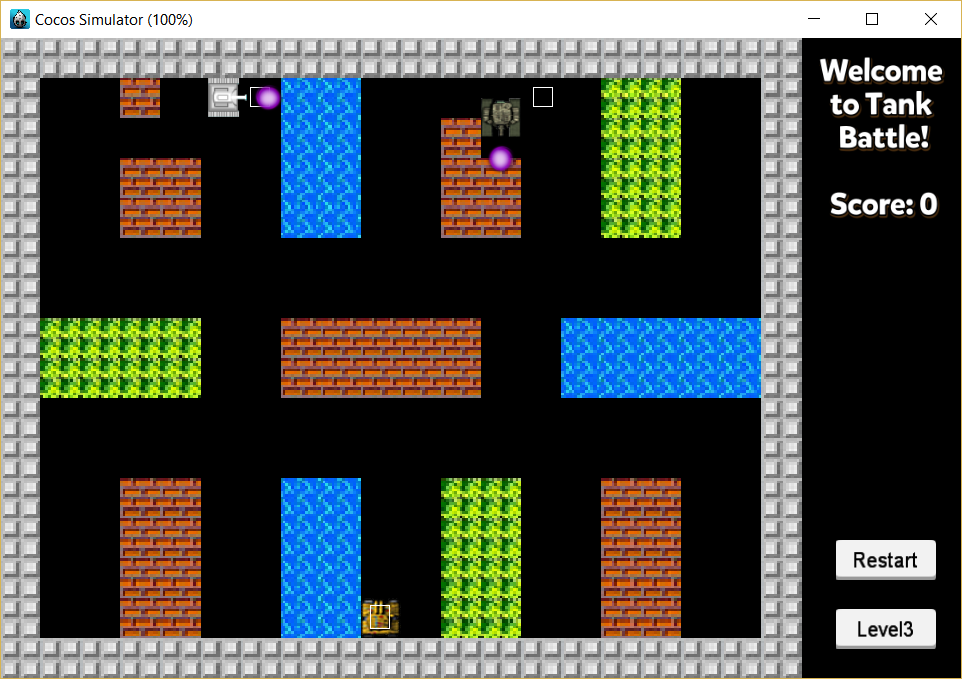 Cocos Simulator (100%)
Welcome
to Tank
Battle!
Score: 0
Restart
Level3